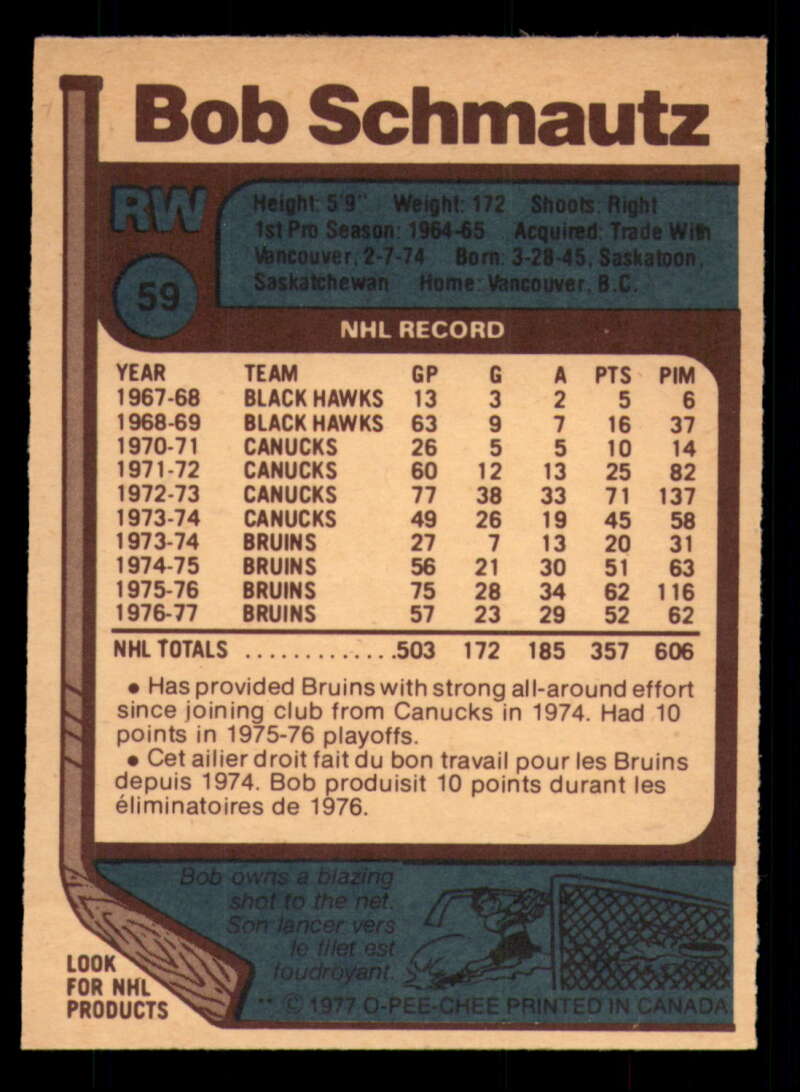 Bob Schmautz
RW
Height: 5'9" Weight: 172 Shoots: Right
1st Pro Season: 1964-65 Acquired: Trade With
Vancouver, 2-7-74 Born: 3-28-45, Saskatoon,
Saskatchewan Home: Vancouver, B.C.
59
NHL RECORD
YEAR TEAM GP G A PTS PIM
1967-68 BLACK HAWKS 13 3 2 5 6
1968-69 BLACK HAWKS 63 9 7 16 37
1970-71 CANUCKS 26 5 5 10 14
1971-72 CANUCKS 60 12 13 25 82
1972-73 CANUCKS 77 38 33 71 137
1973-74 CANUCKS 49 26 19 45 58
1973-74 BRUINS 27 7 13 20 31
1974-75 BRUINS 56 21 30 51 63
1975-76 BRUINS 75 28 34 62 116
1976-77 BRUINS 57 23 29 52 62
NHL TOTALS .............503 172 185 357 606
• Has provided Bruins with strong all-around effort
since joining club from Canucks in 1974. Had 10
points in 1975-76 playoffs.
• Cet ailier droit fait du bon travail pour les Bruins
depuis 1974. Bob produisit 10 points durant les
éliminatoires de 1976.
Bob owns a blazing
shot to the net.
Son lancer vers
le filet est
foudroyant.
LOOK
FOR NHL
PRODUCTS
** © 1977 O-PEE-CHEE PRINTED IN CANADA